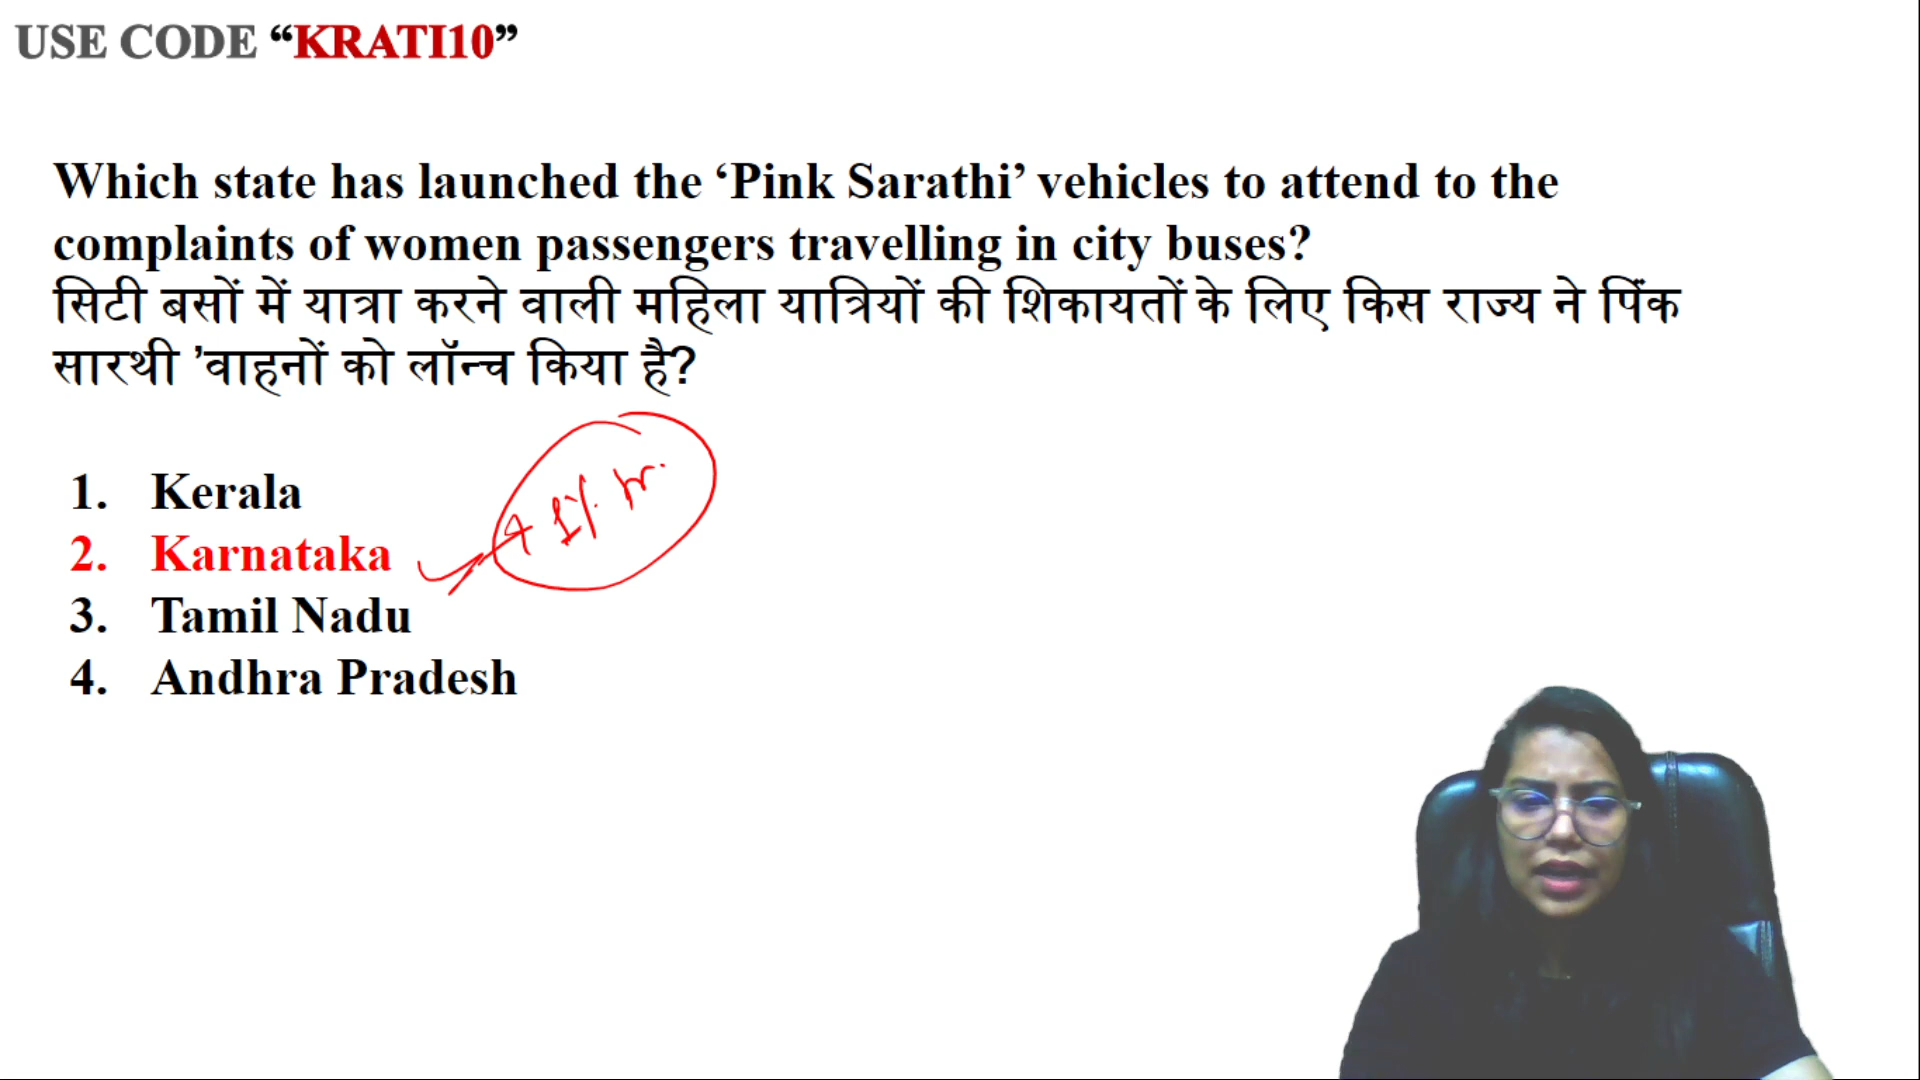 USE CODE “KRATI10”
Which state has launched the ‘Pink Sarathi’ vehicles to attend to the
complaints of women passengers travelling in city buses?
सिटी बसों में यात्रा करने वाली महिला यात्रियों की शिकायतों के लिए किस राज्य ने पिंक
सारथी ’वाहनों को लॉन्च किया है?
1. Kerala
2. Karnataka
3. Tamil Nadu
4. Andhra Pradesh